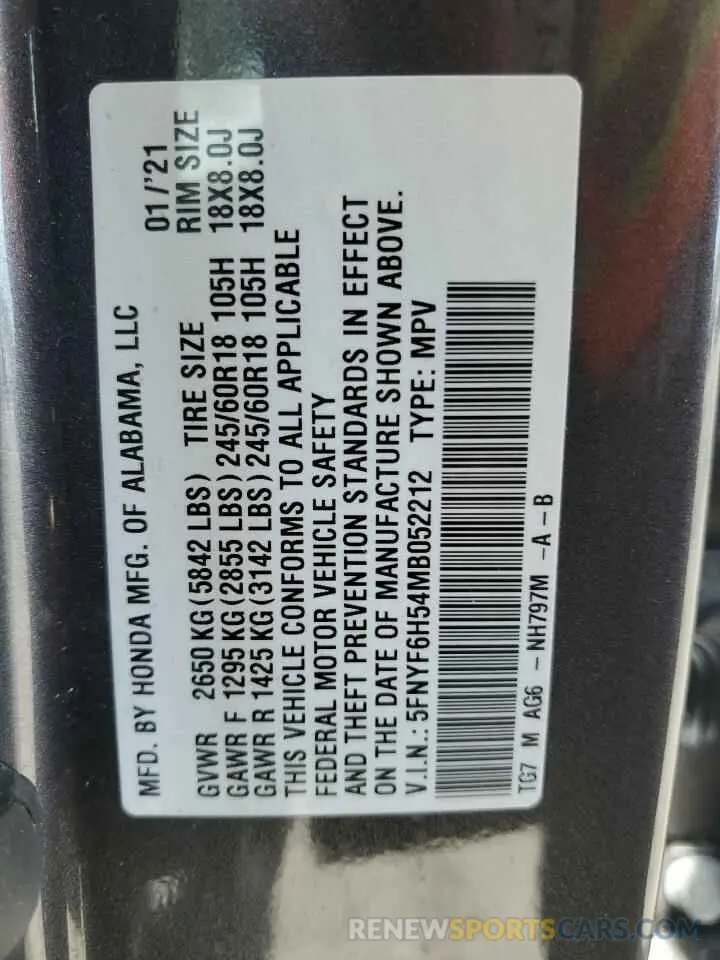 MFD. BY HONDA MFG. OF ALABAMA, LLC 01/'21
GVWR 2650 KG (5842 LBS) TIRE SIZE RIM SIZE
GAWR F 1295 KG (2855 LBS) 245/60R18 105H 18X8.0J
GAWR R 1425 KG (3142 LBS) 245/60R18 105H 18X8.0J
THIS VEHICLE CONFORMS TO ALL APPLICABLE
FEDERAL MOTOR VEHICLE SAFETY
AND THEFT PREVENTION STANDARDS IN EFFECT
ON THE DATE OF MANUFACTURE SHOWN ABOVE.
V.I.N.: 5FNYF6H54MB052212 TYPE: MPV
TG7 M AG6 -NH797M -A-B
RENEWSPORTSCARS.COM